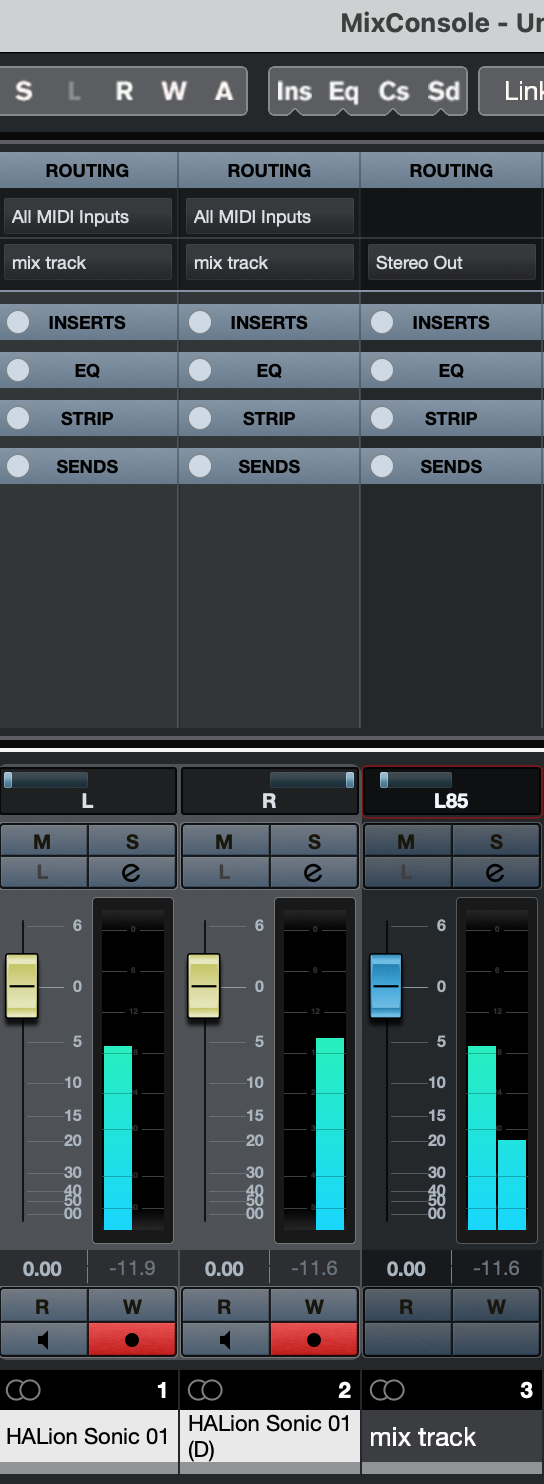 MixConsole - Un
S L R W A Ins Eq Cs Sd Link
ROUTING ROUTING ROUTING
All MIDI Inputs All MIDI Inputs
mix track mix track Stereo Out
INSERTS INSERTS INSERTS
EQ EQ EQ
STRIP STRIP STRIP
SENDS SENDS SENDS
L R L85
M S M S M S
L e L e L e
6 6 6
0 0 0
5 5 5
10 10 10
15 15 15
20 20 20
30 30 30
40 40 40
50 50 50
00 00 00
0.00 -11.9 0.00 -11.6 0.00 -11.6
R W R W R W
1 2 3
HALion Sonic 01 HALion Sonic 01 mix track
(D)